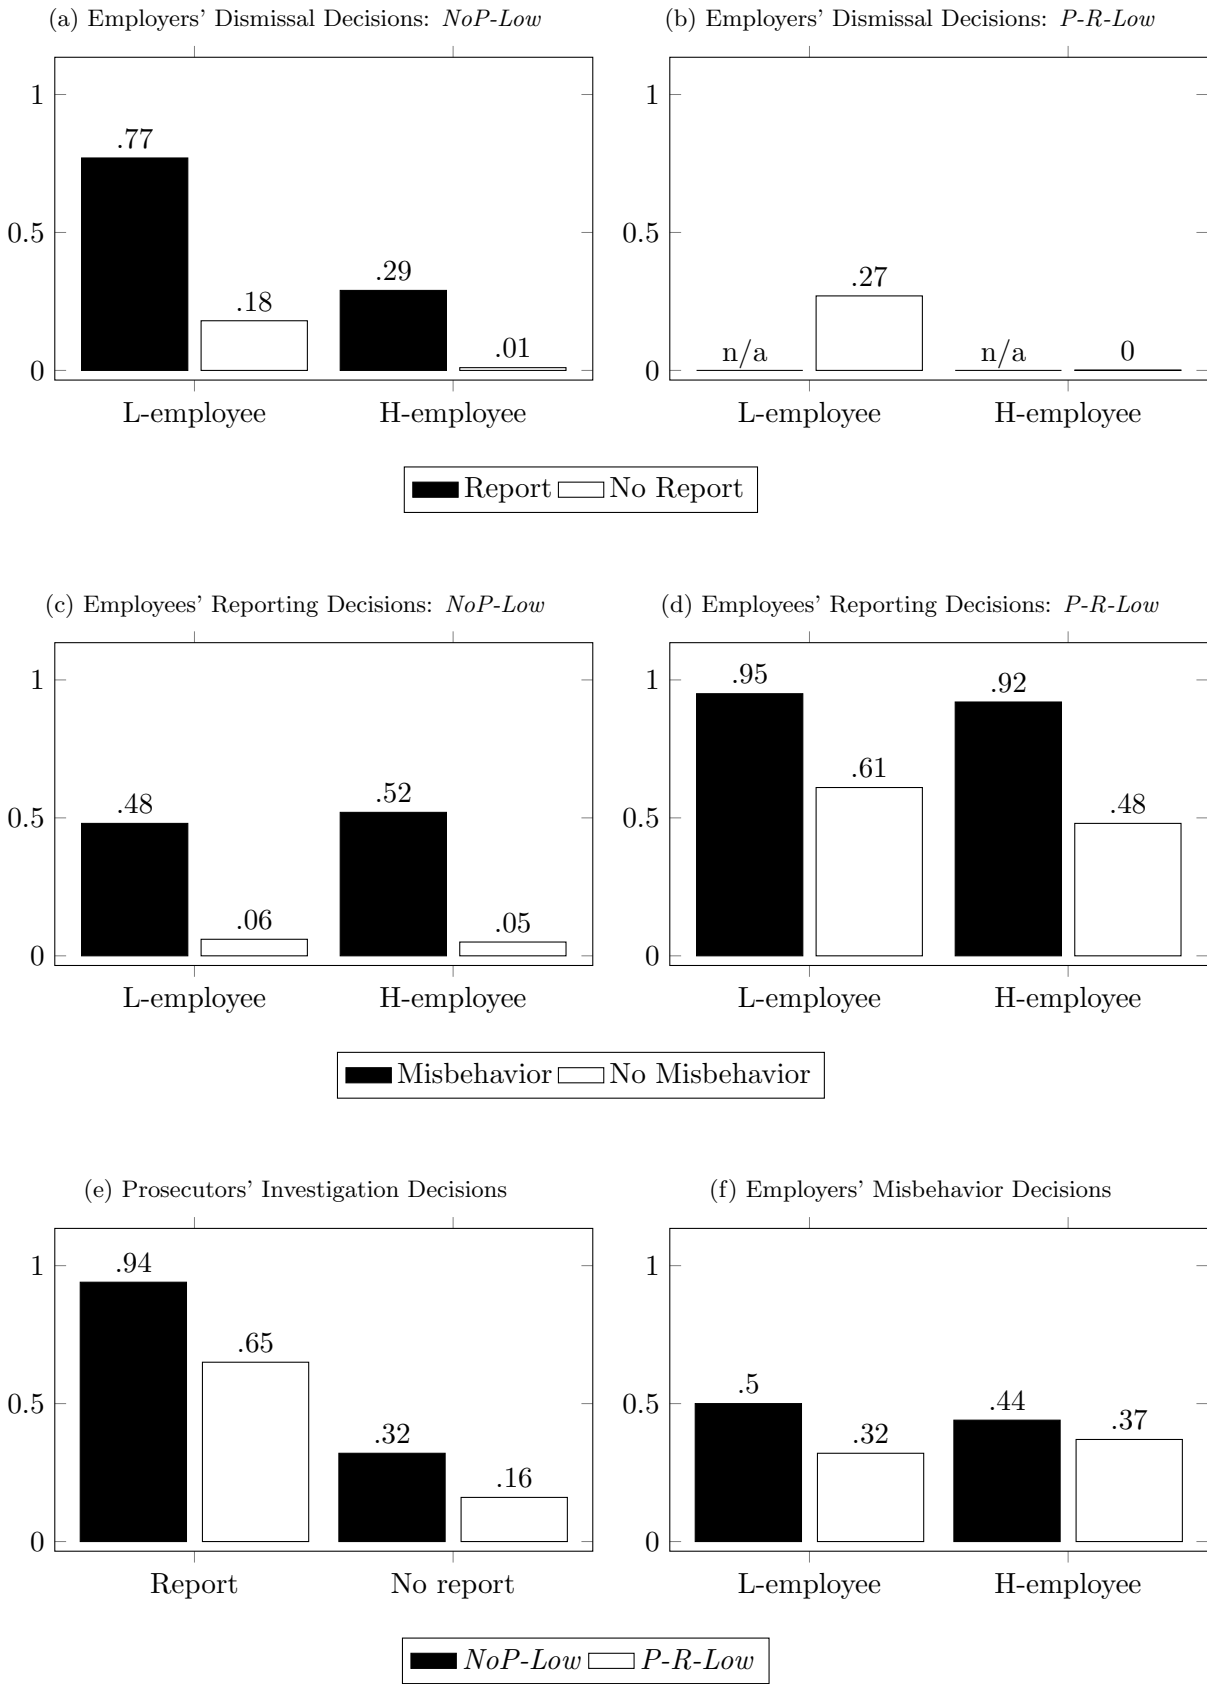 (a) Employers’ Dismissal Decisions: NoP-Low
1
0.5
0
.77
.18
.29
.01
L-employee
H-employee
(b) Employers’ Dismissal Decisions: P-R-Low
1
0.5
0
n/a
.27
n/a
0
L-employee
H-employee
Report
No Report
(c) Employees’ Reporting Decisions: NoP-Low
1
0.5
0
.48
.06
.52
.05
L-employee
H-employee
(d) Employees’ Reporting Decisions: P-R-Low
1
0.5
0
.95
.61
.92
.48
L-employee
H-employee
Misbehavior
No Misbehavior
(e) Prosecutors’ Investigation Decisions
1
0.5
0
.94
.65
.32
.16
Report
No report
(f) Employers’ Misbehavior Decisions
1
0.5
0
.5
.32
.44
.37
L-employee
H-employee
NoP-Low
P-R-Low